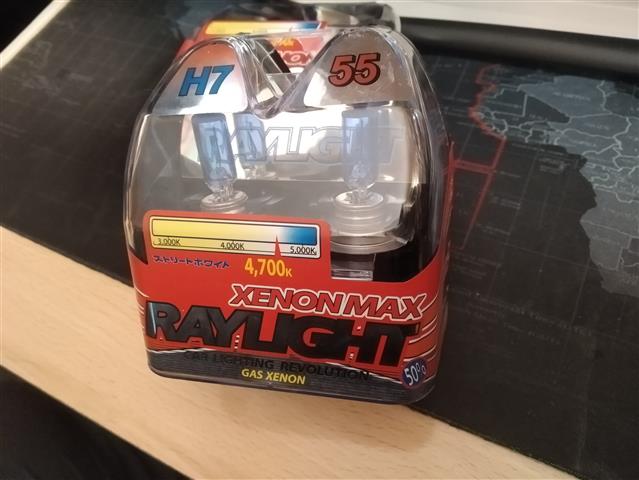 H7
55
RAYLIGHT
3,000K 4,000K 5,000K
ストリートホワイト 4,700K
XENONMAX
RAYLIGHT
CAR LIGHTING REVOLUTION
GAS XENON
50%